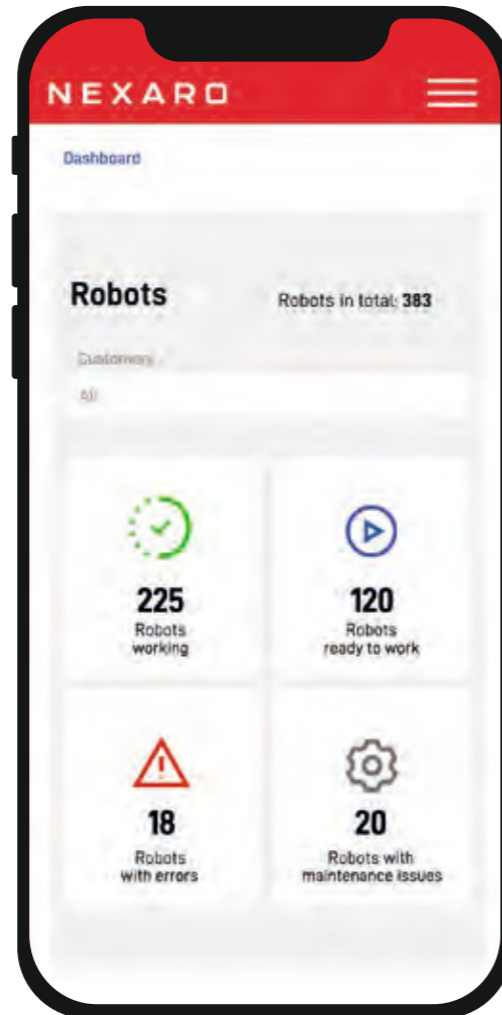 NEXARO
Dashboard
Robots
Robots in total: 383
Customers
All
225
Robots
working
120
Robots
ready to work
18
Robots
with errors
20
Robots with
maintenance issues